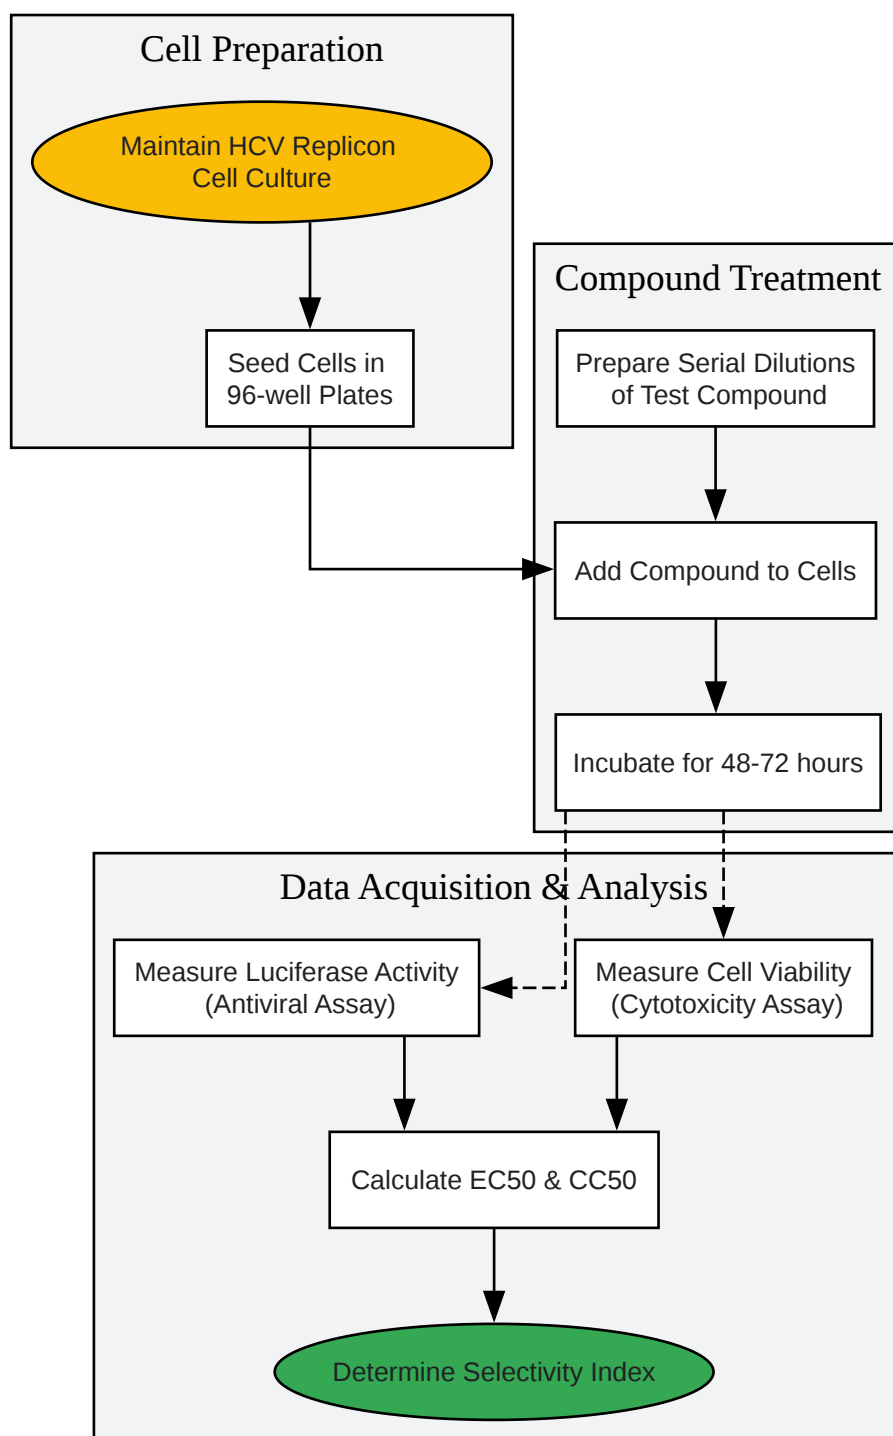 Cell Preparation
Maintain HCV Replicon
Cell Culture
Seed Cells in
96-well Plates
Compound Treatment
Prepare Serial Dilutions
of Test Compound
Add Compound to Cells
Incubate for 48-72 hours
Data Acquisition & Analysis
Measure Luciferase Activity
(Antiviral Assay)
Measure Cell Viability
(Cytotoxicity Assay)
Calculate EC50 & CC50
Determine Selectivity Index